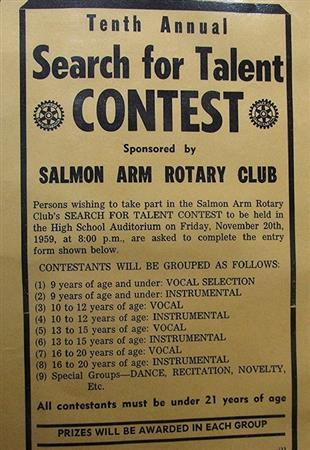 Tenth Annual
Search for Talent
CONTEST
Sponsored by
SALMON ARM ROTARY CLUB
Persons wishing to take part in the Salmon Arm Rotary
Club's SEARCH FOR TALENT CONTEST to be held in
the High School Auditorium on Friday, November 20th,
1959, at 8:00 p.m., are asked to complete the entry
form shown below.
CONTESTANTS WILL BE GROUPED AS FOLLOWS:
(1) 9 years of age and under: VOCAL SELECTION
(2) 9 years of age and under: INSTRUMENTAL
(3) 10 to 12 years of age: VOCAL
(4) 10 to 12 years of age: INSTRUMENTAL
(5) 13 to 15 years of age: VOCAL
(6) 13 to 15 years of age: INSTRUMENTAL
(7) 16 to 20 years of age: VOCAL
(8) 16 to 20 years of age: INSTRUMENTAL
(9) Special Groups—DANCE, RECITATION, NOVELTY,
Etc.
All contestants must be under 21 years of age
PRIZES WILL BE AWARDED IN EACH GROUP